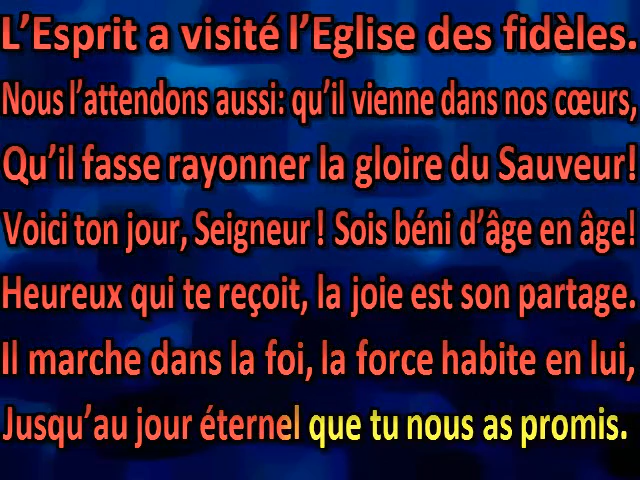 L’Esprit a visité l’Eglise des fidèles.
Nous l’attendons aussi: qu’il vienne dans nos cœurs,
Qu’il fasse rayonner la gloire du Sauveur!
Voici ton jour, Seigneur! Sois béni d’âge en âge!
Heureux qui te reçoit, la joie est son partage.
Il marche dans la foi, la force habite en lui,
Jusqu’au jour éternel que tu nous as promis.